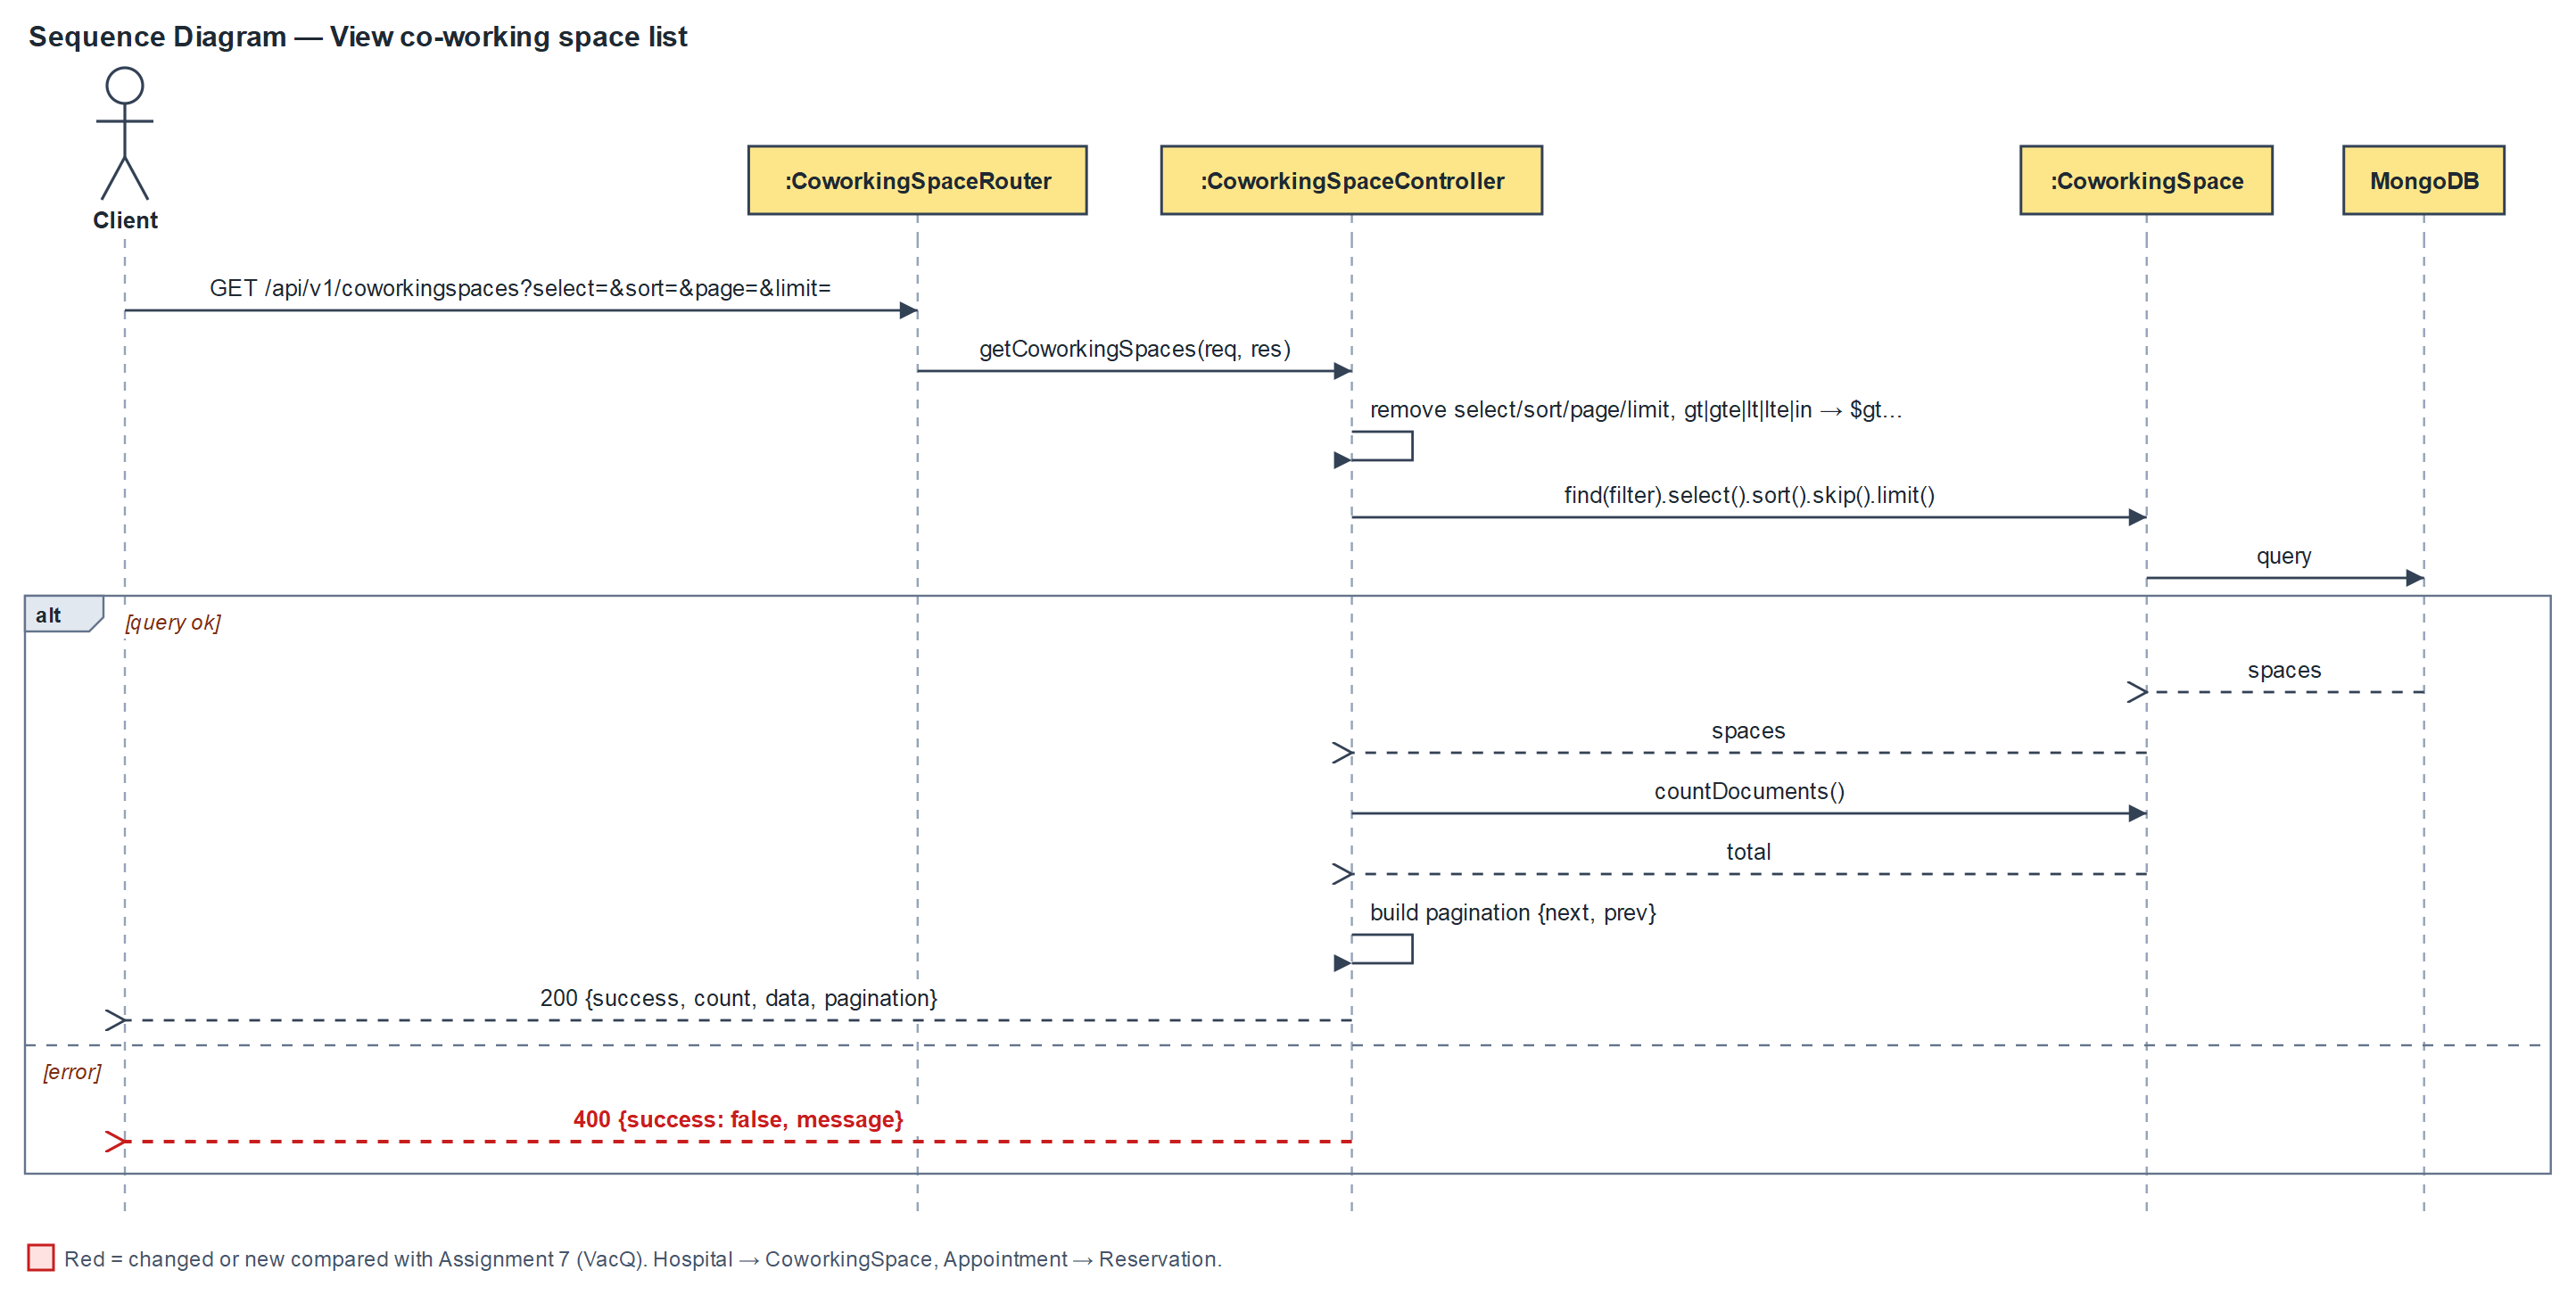 Sequence Diagram — View co-working space list
Client
:CoworkingSpaceRouter
:CoworkingSpaceController
:CoworkingSpace
MongoDB
GET /api/v1/coworkingspaces?select=&sort=&page=&limit=
getCoworkingSpaces(req, res)
remove select/sort/page/limit, gt|gte|lt|lte|in → $gt...
find(filter).select().sort().skip().limit()
query
alt
[query ok]
spaces
spaces
countDocuments()
total
build pagination {next, prev}
200 {success, count, data, pagination}
[error]
400 {success: false, message}
Red = changed or new compared with Assignment 7 (VacQ). Hospital → CoworkingSpace, Appointment → Reservation.